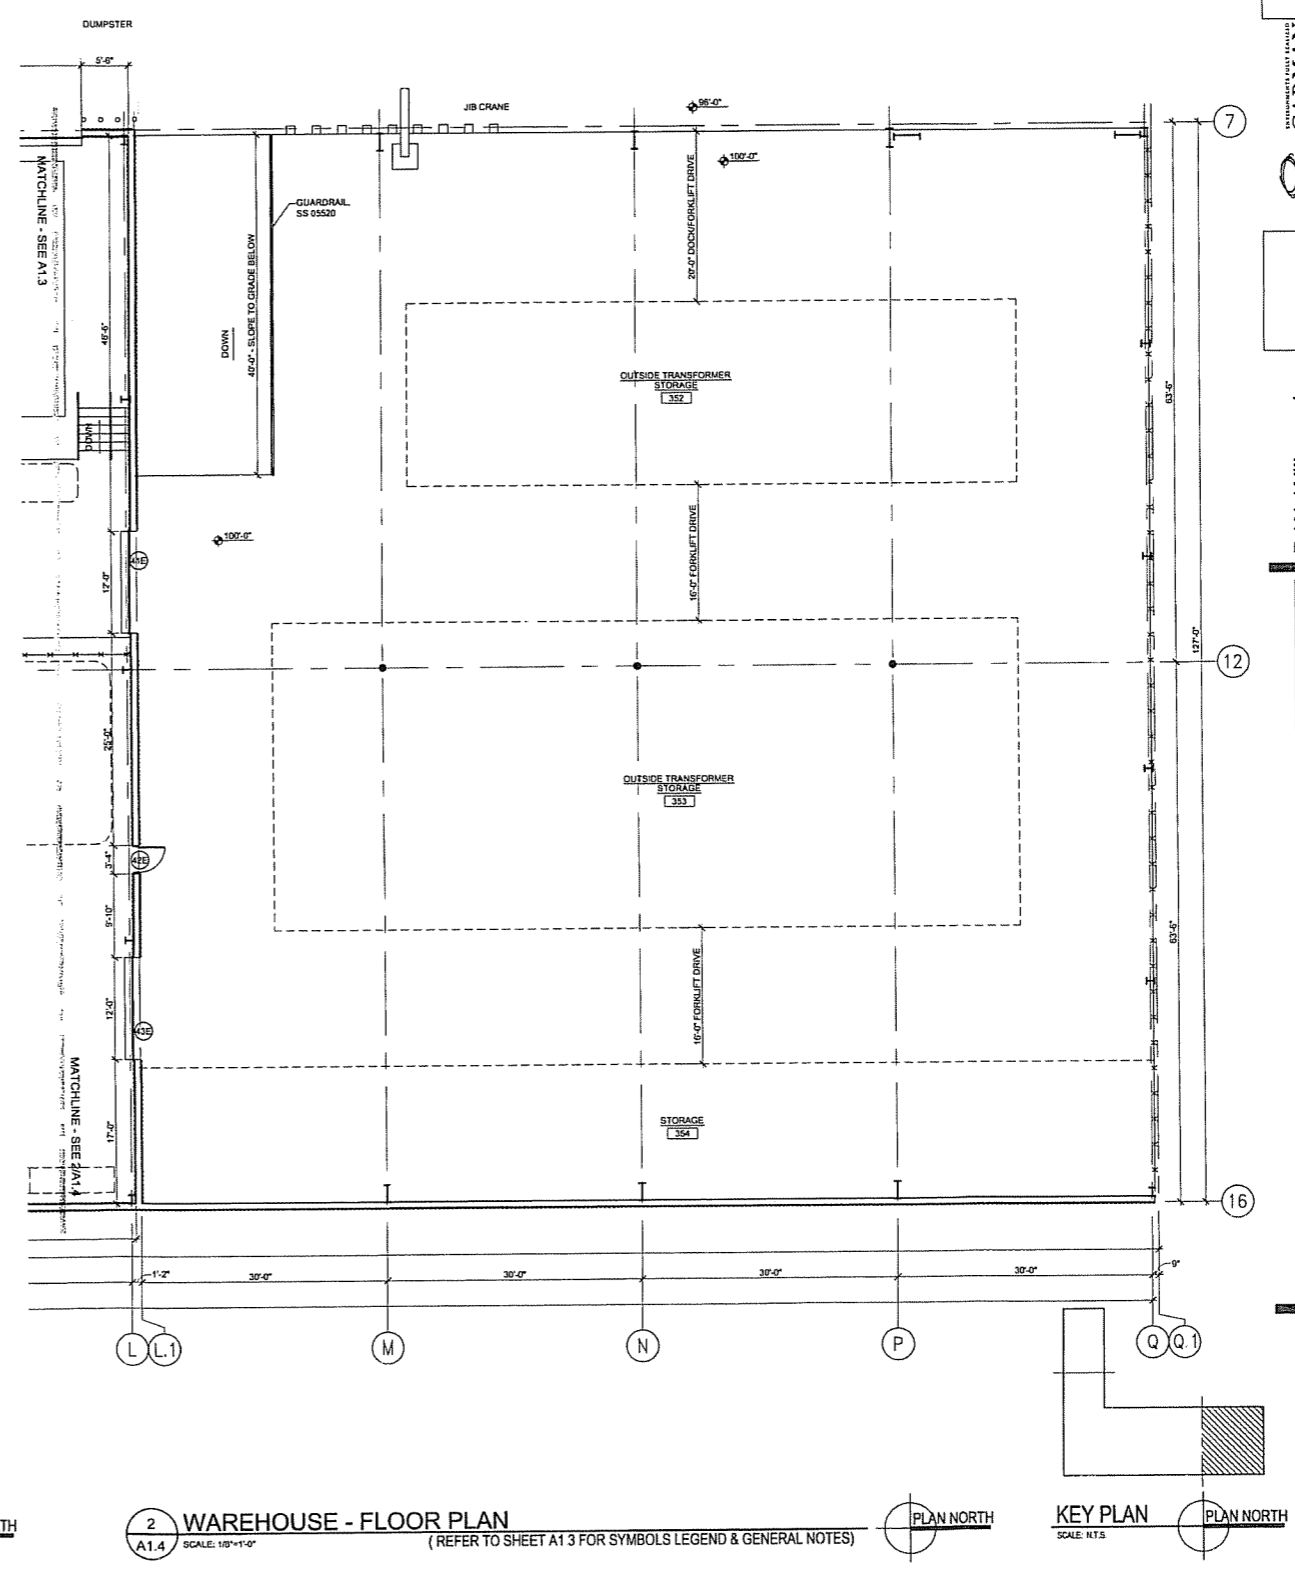 DUMPSTER
5'-6"
JIB CRANE
96'-0"
7
100'-0"
MATCHLINE - SEE A1.3
GUARDRAIL,
SS 05520
20'-0" DOCK/FORKLIFT DRIVE
46'-6"
DOWN
40'-0" - SLOPE TO GRADE BELOW
OUTSIDE TRANSFORMER
STORAGE
352
63'-6"
DOWN
100'-0"
16'-0" FORKLIFT DRIVE
41E
12'-0"
127'-0"
12
25'-0"
OUTSIDE TRANSFORMER
STORAGE
353
42E
3'-4"
9'-10"
63'-6"
16'-0" FORKLIFT DRIVE
12'-0"
43E
MATCHLINE - SEE 2/A1.4
17'-0"
STORAGE
354
16
1'-2"
30'-0"
30'-0"
30'-0"
30'-0"
9"
L
L.1
M
N
P
Q
Q.1
TH
2
A1.4
WAREHOUSE - FLOOR PLAN
SCALE: 1/8"=1'-0"
( REFER TO SHEET A1 3 FOR SYMBOLS LEGEND & GENERAL NOTES)
PLAN NORTH
KEY PLAN
SCALE: N.T.S.
PLAN NORTH